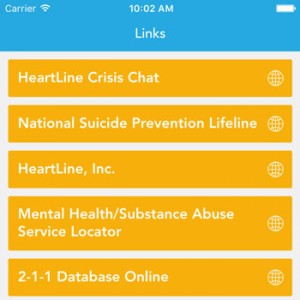 Carrier 10:02 AM
Links
HeartLine Crisis Chat
National Suicide Prevention Lifeline
HeartLine, Inc.
Mental Health/Substance Abuse
Service Locator
2-1-1 Database Online